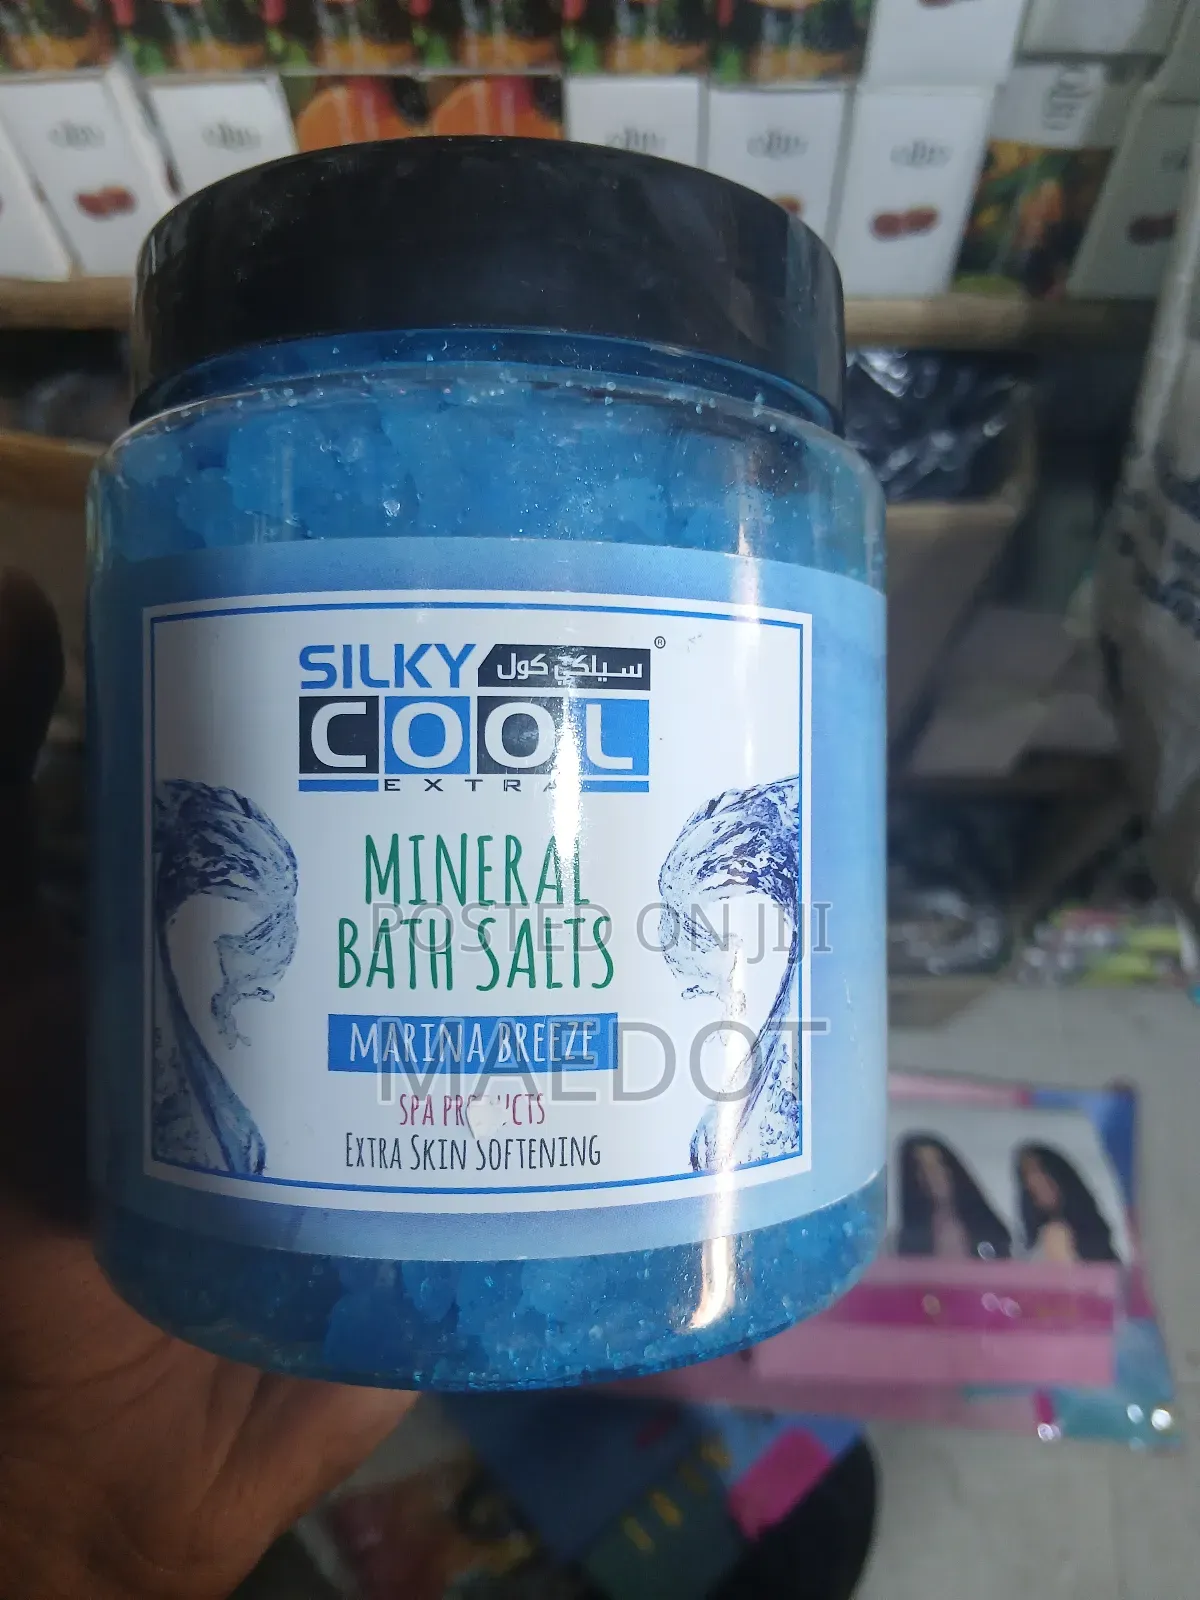 SILKY سيلكي كول ®
COOL
EXTRA
MINERAL
BATH SALTS
POSTED ON JIJI
MARINA BREEZE
MAEDOT
SPA PRODUCTS
EXTRA SKIN SOFTENING